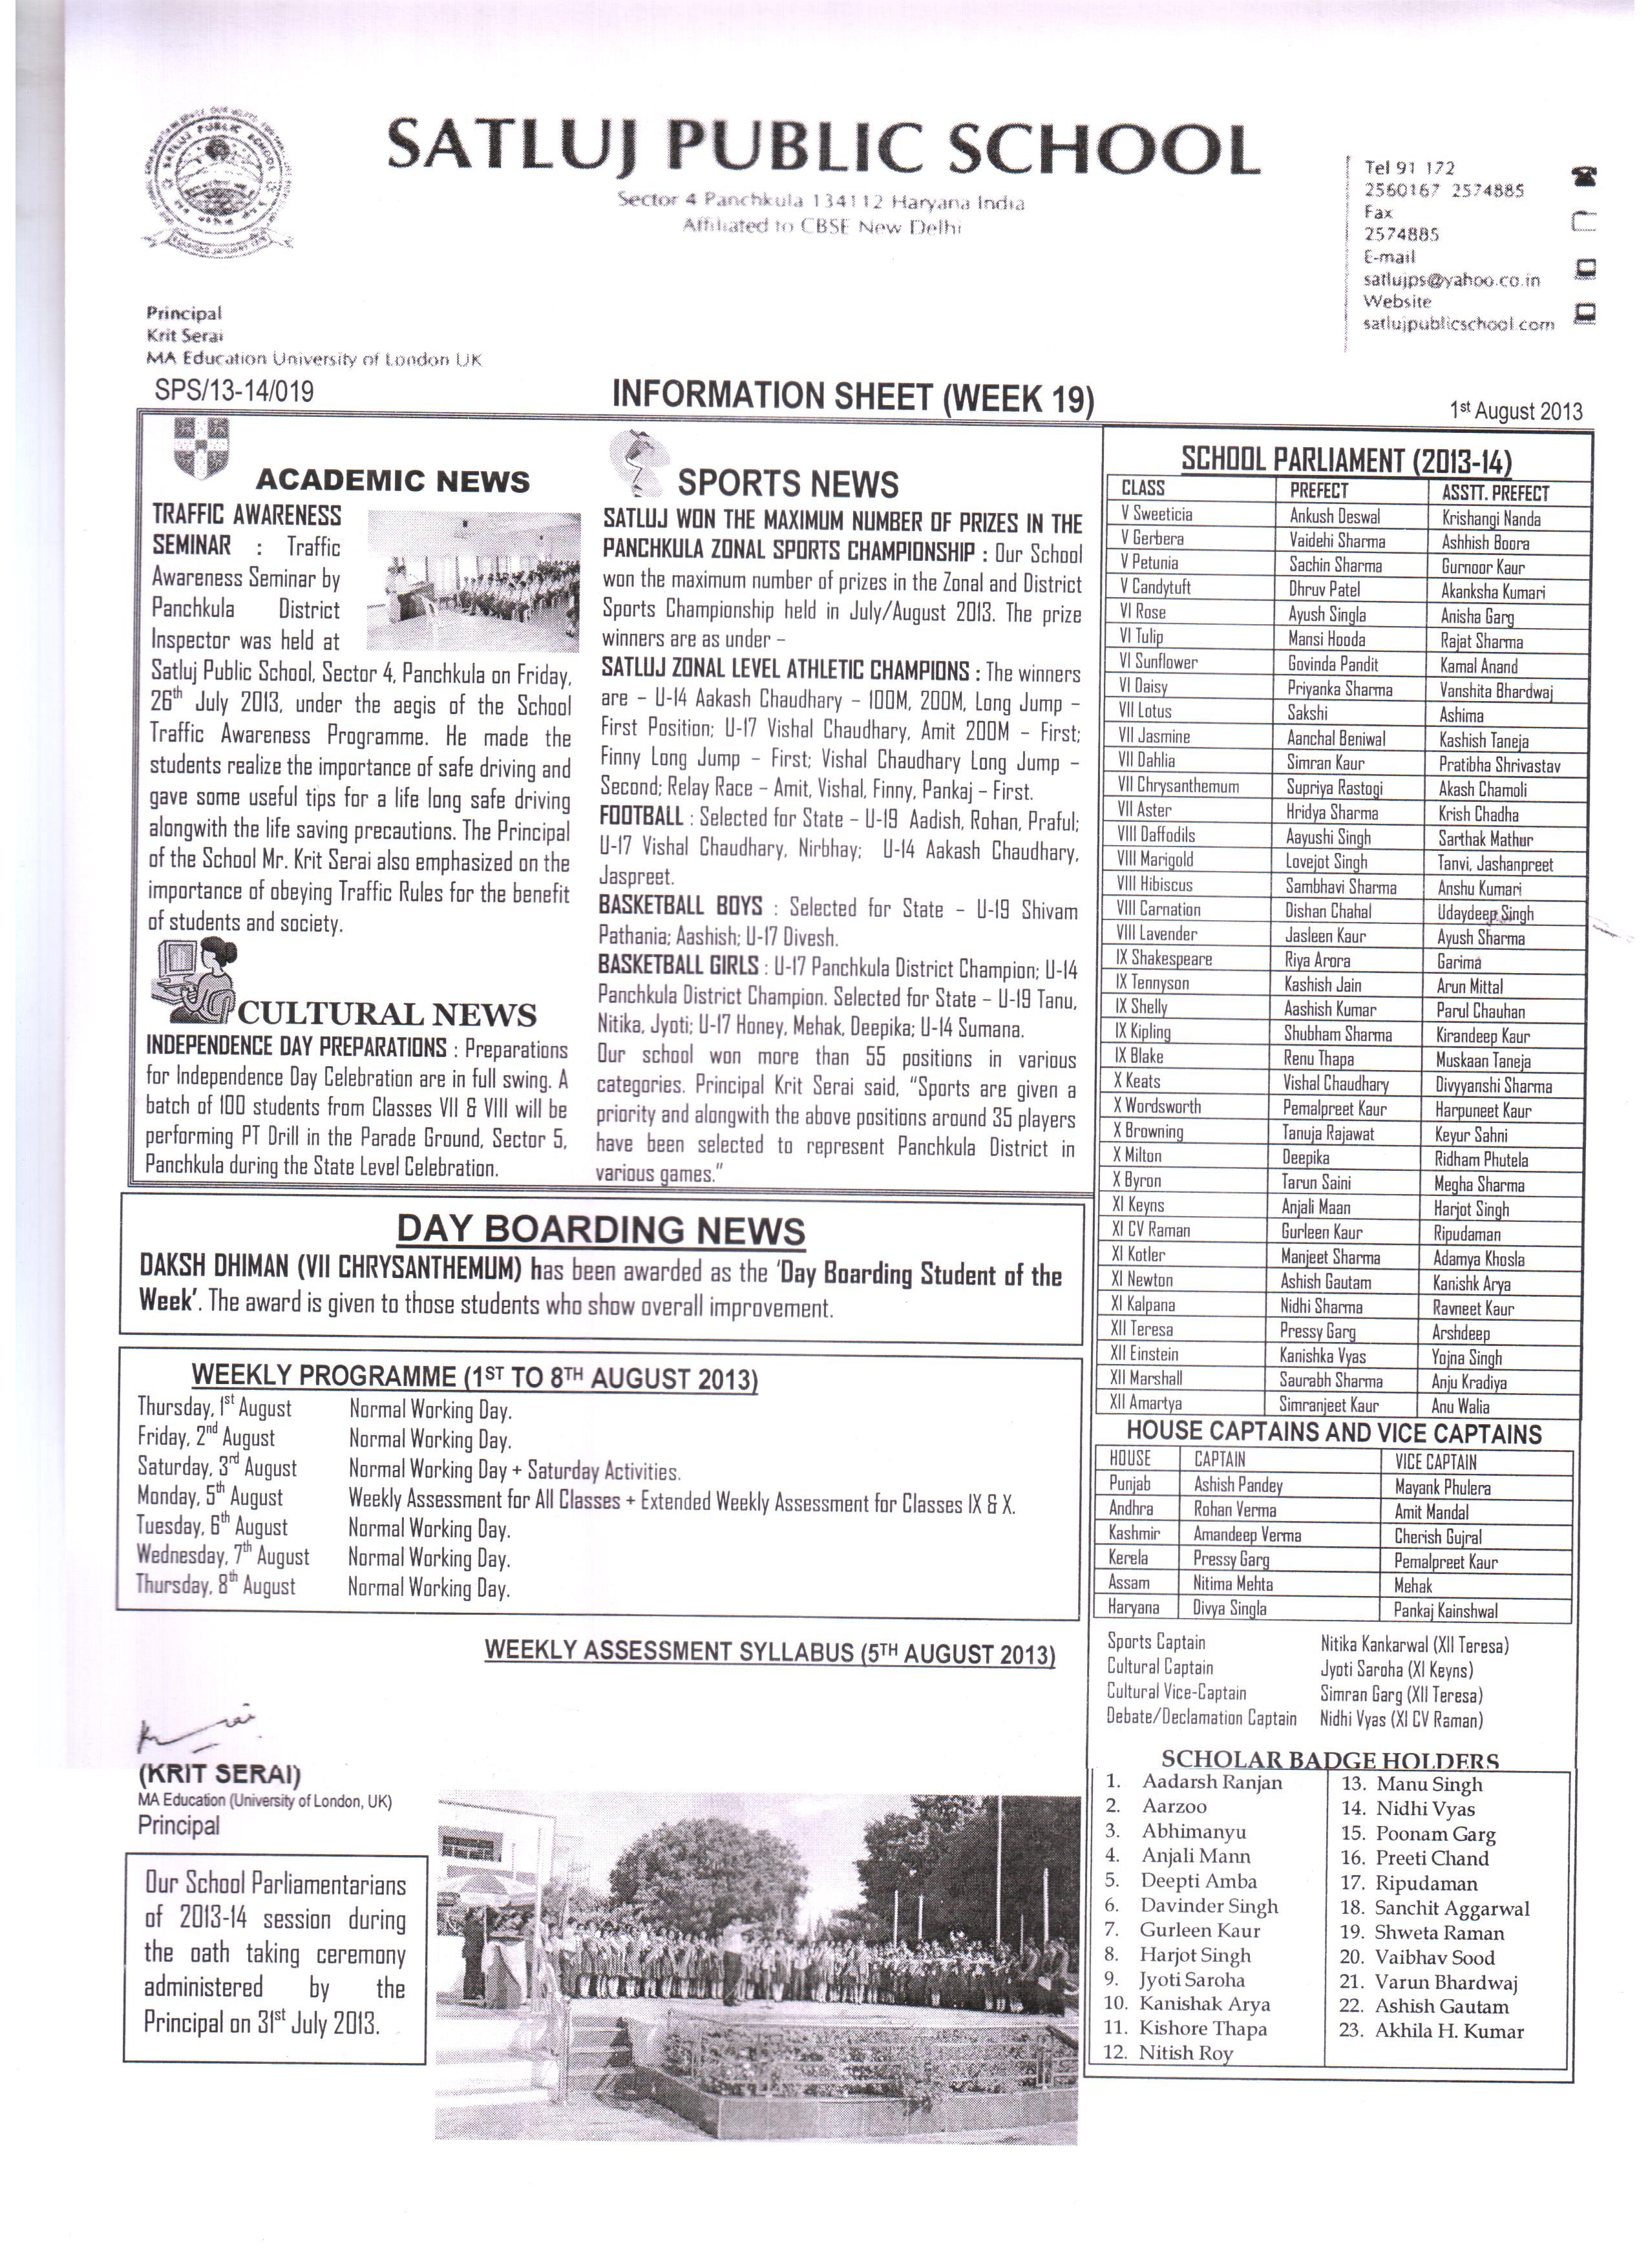 SATLUJ PUBLIC SCHOOL
Sector 4 Panchkula 134112 Haryana India
Affiliated to CBSE New Delhi
Tel 91 172
2560167 2574885
Fax
2574885
E-mail
satlujps@yahoo.co.in
Website
satlujpublicschool.com
SATLUJ PUBLIC SCHOOL
Principal
Krit Serai
MA Education University of London UK
SPS/13-14/019
INFORMATION SHEET (WEEK 19)
1st August 2013
ACADEMIC NEWS
TRAFFIC AWARENESS
SEMINAR : Traffic
Awareness Seminar by
Panchkula District
Inspector was held at
Satluj Public School, Sector 4, Panchkula on Friday,
26th July 2013, under the aegis of the School
Traffic Awareness Programme. He made the
students realize the importance of safe driving and
gave some useful tips for a life long safe driving
alongwith the life saving precautions. The Principal
of the School Mr. Krit Serai also emphasized on the
importance of obeying Traffic Rules for the benefit
of students and society.
CULTURAL NEWS
INDEPENDENCE DAY PREPARATIONS : Preparations
for Independence Day Celebration are in full swing. A
batch of 100 students from Classes VII & VIII will be
performing PT Drill in the Parade Ground, Sector 5,
Panchkula during the State Level Celebration.
SPORTS NEWS
SATLUJ WON THE MAXIMUM NUMBER OF PRIZES IN THE
PANCHKULA ZONAL SPORTS CHAMPIONSHIP : Our School
won the maximum number of prizes in the Zonal and District
Sports Championship held in July/August 2013. The prize
winners are as under –
SATLUJ ZONAL LEVEL ATHLETIC CHAMPIONS : The winners
are – U-14 Aakash Chaudhary – 100M, 200M, Long Jump –
First Position; U-17 Vishal Chaudhary, Amit 200M – First;
Finny Long Jump – First; Vishal Chaudhary Long Jump –
Second; Relay Race – Amit, Vishal, Finny, Pankaj – First.
FOOTBALL : Selected for State – U-19 Aadish, Rohan, Praful;
U-17 Vishal Chaudhary, Nirbhay; U-14 Aakash Chaudhary,
Jaspreet.
BASKETBALL BOYS : Selected for State – U-19 Shivam
Pathania; Aashish; U-17 Divesh.
BASKETBALL GIRLS : U-17 Panchkula District Champion; U-14
Panchkula District Champion. Selected for State – U-19 Tanu,
Nitika, Jyoti; U-17 Honey, Mehak, Deepika; U-14 Sumana.
Our school won more than 55 positions in various
categories. Principal Krit Serai said, "Sports are given a
priority and alongwith the above positions around 35 players
have been selected to represent Panchkula District in
various games."
DAY BOARDING NEWS
DAKSH DHIMAN (VII CHRYSANTHEMUM) has been awarded as the 'Day Boarding Student of the
Week'. The award is given to those students who show overall improvement.
WEEKLY PROGRAMME (1ST TO 8TH AUGUST 2013)
Thursday, 1st August Normal Working Day.
Friday, 2nd August Normal Working Day.
Saturday, 3rd August Normal Working Day + Saturday Activities.
Monday, 5th August Weekly Assessment for All Classes + Extended Weekly Assessment for Classes IX & X.
Tuesday, 6th August Normal Working Day.
Wednesday, 7th August Normal Working Day.
Thursday, 8th August Normal Working Day.
WEEKLY ASSESSMENT SYLLABUS (5TH AUGUST 2013)
(KRIT SERAI)
MA Education (University of London, UK)
Principal
Our School Parliamentarians
of 2013-14 session during
the oath taking ceremony
administered by the
Principal on 31st July 2013.
SCHOOL PARLIAMENT (2013-14)
CLASS PREFECT ASSTT. PREFECT
V Sweeticia Ankush Deswal Krishangi Nanda
V Gerbera Vaidehi Sharma Ashhish Boora
V Petunia Sachin Sharma Gurnoor Kaur
V Candytuft Dhruv Patel Akanksha Kumari
VI Rose Ayush Singla Anisha Garg
VI Tulip Mansi Hooda Rajat Sharma
VI Sunflower Govinda Pandit Kamal Anand
VI Daisy Priyanka Sharma Vanshita Bhardwaj
VII Lotus Sakshi Ashima
VII Jasmine Aanchal Beniwal Kashish Taneja
VII Dahlia Simran Kaur Pratibha Shrivastav
VII Chrysanthemum Supriya Rastogi Akash Chamoli
VII Aster Hridya Sharma Krish Chadha
VIII Daffodils Aayushi Singh Sarthak Mathur
VIII Marigold Lovejot Singh Tanvi, Jashanpreet
VIII Hibiscus Sambhavi Sharma Anshu Kumari
VIII Carnation Dishan Chahal Udaydeep Singh
VIII Lavender Jasleen Kaur Ayush Sharma
IX Shakespeare Riya Arora Garima
IX Tennyson Kashish Jain Arun Mittal
IX Shelly Aashish Kumar Parul Chauhan
IX Kipling Shubham Sharma Kirandeep Kaur
IX Blake Renu Thapa Muskaan Taneja
X Keats Vishal Chaudhary Divyyanshi Sharma
X Wordsworth Pemalpreet Kaur Harpuneet Kaur
X Browning Tanuja Rajawat Keyur Sahni
X Milton Deepika Ridham Phutela
X Byron Tarun Saini Megha Sharma
XI Keyns Anjali Maan Harjot Singh
XI CV Raman Gurleen Kaur Ripudaman
XI Kotler Manjeet Sharma Adamya Khosla
XI Newton Ashish Gautam Kanishk Arya
XI Kalpana Nidhi Sharma Ravneet Kaur
XII Teresa Pressy Garg Arshdeep
XII Einstein Kanishka Vyas Yojna Singh
XII Marshall Saurabh Sharma Anju Kradiya
XII Amartya Simranjeet Kaur Anu Walia
HOUSE CAPTAINS AND VICE CAPTAINS
HOUSE CAPTAIN VICE CAPTAIN
Punjab Ashish Pandey Mayank Phulera
Andhra Rohan Verma Amit Mandal
Kashmir Amandeep Verma Cherish Gujral
Kerela Pressy Garg Pemalpreet Kaur
Assam Nitima Mehta Mehak
Haryana Divya Singla Pankaj Kainshwal
Sports Captain Nitika Kankarwal (XII Teresa)
Cultural Captain Jyoti Saroha (XI Keyns)
Cultural Vice-Captain Simran Garg (XII Teresa)
Debate/Declamation Captain Nidhi Vyas (XI CV Raman)
SCHOLAR BADGE HOLDERS
1. Aadarsh Ranjan
2. Aarzoo
3. Abhimanyu
4. Anjali Mann
5. Deepti Amba
6. Davinder Singh
7. Gurleen Kaur
8. Harjot Singh
9. Jyoti Saroha
10. Kanishak Arya
11. Kishore Thapa
12. Nitish Roy
13. Manu Singh
14. Nidhi Vyas
15. Poonam Garg
16. Preeti Chand
17. Ripudaman
18. Sanchit Aggarwal
19. Shweta Raman
20. Vaibhav Sood
21. Varun Bhardwaj
22. Ashish Gautam
23. Akhila H. Kumar